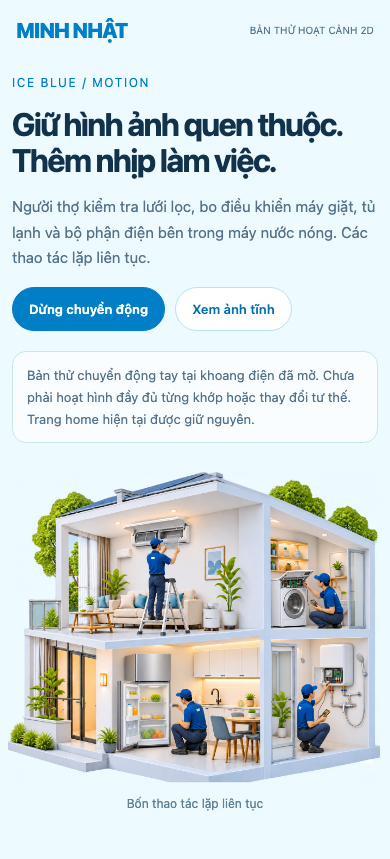 MINH NHẬT
BẢN THỬ HOẠT CẢNH 2D
ICE BLUE / MOTION
Giữ hình ảnh quen thuộc.
Thêm nhịp làm việc.
Người thợ kiểm tra lưới lọc, bo điều khiển máy giặt, tủ
lạnh và bộ phận điện bên trong máy nước nóng. Các
thao tác lặp liên tục.
Dừng chuyển động
Xem ảnh tĩnh
Bản thử chuyển động tay tại khoang điện đã mở. Chưa
phải hoạt hình đầy đủ từng khớp hoặc thay đổi tư thế.
Trang home hiện tại được giữ nguyên.
Bốn thao tác lặp liên tục